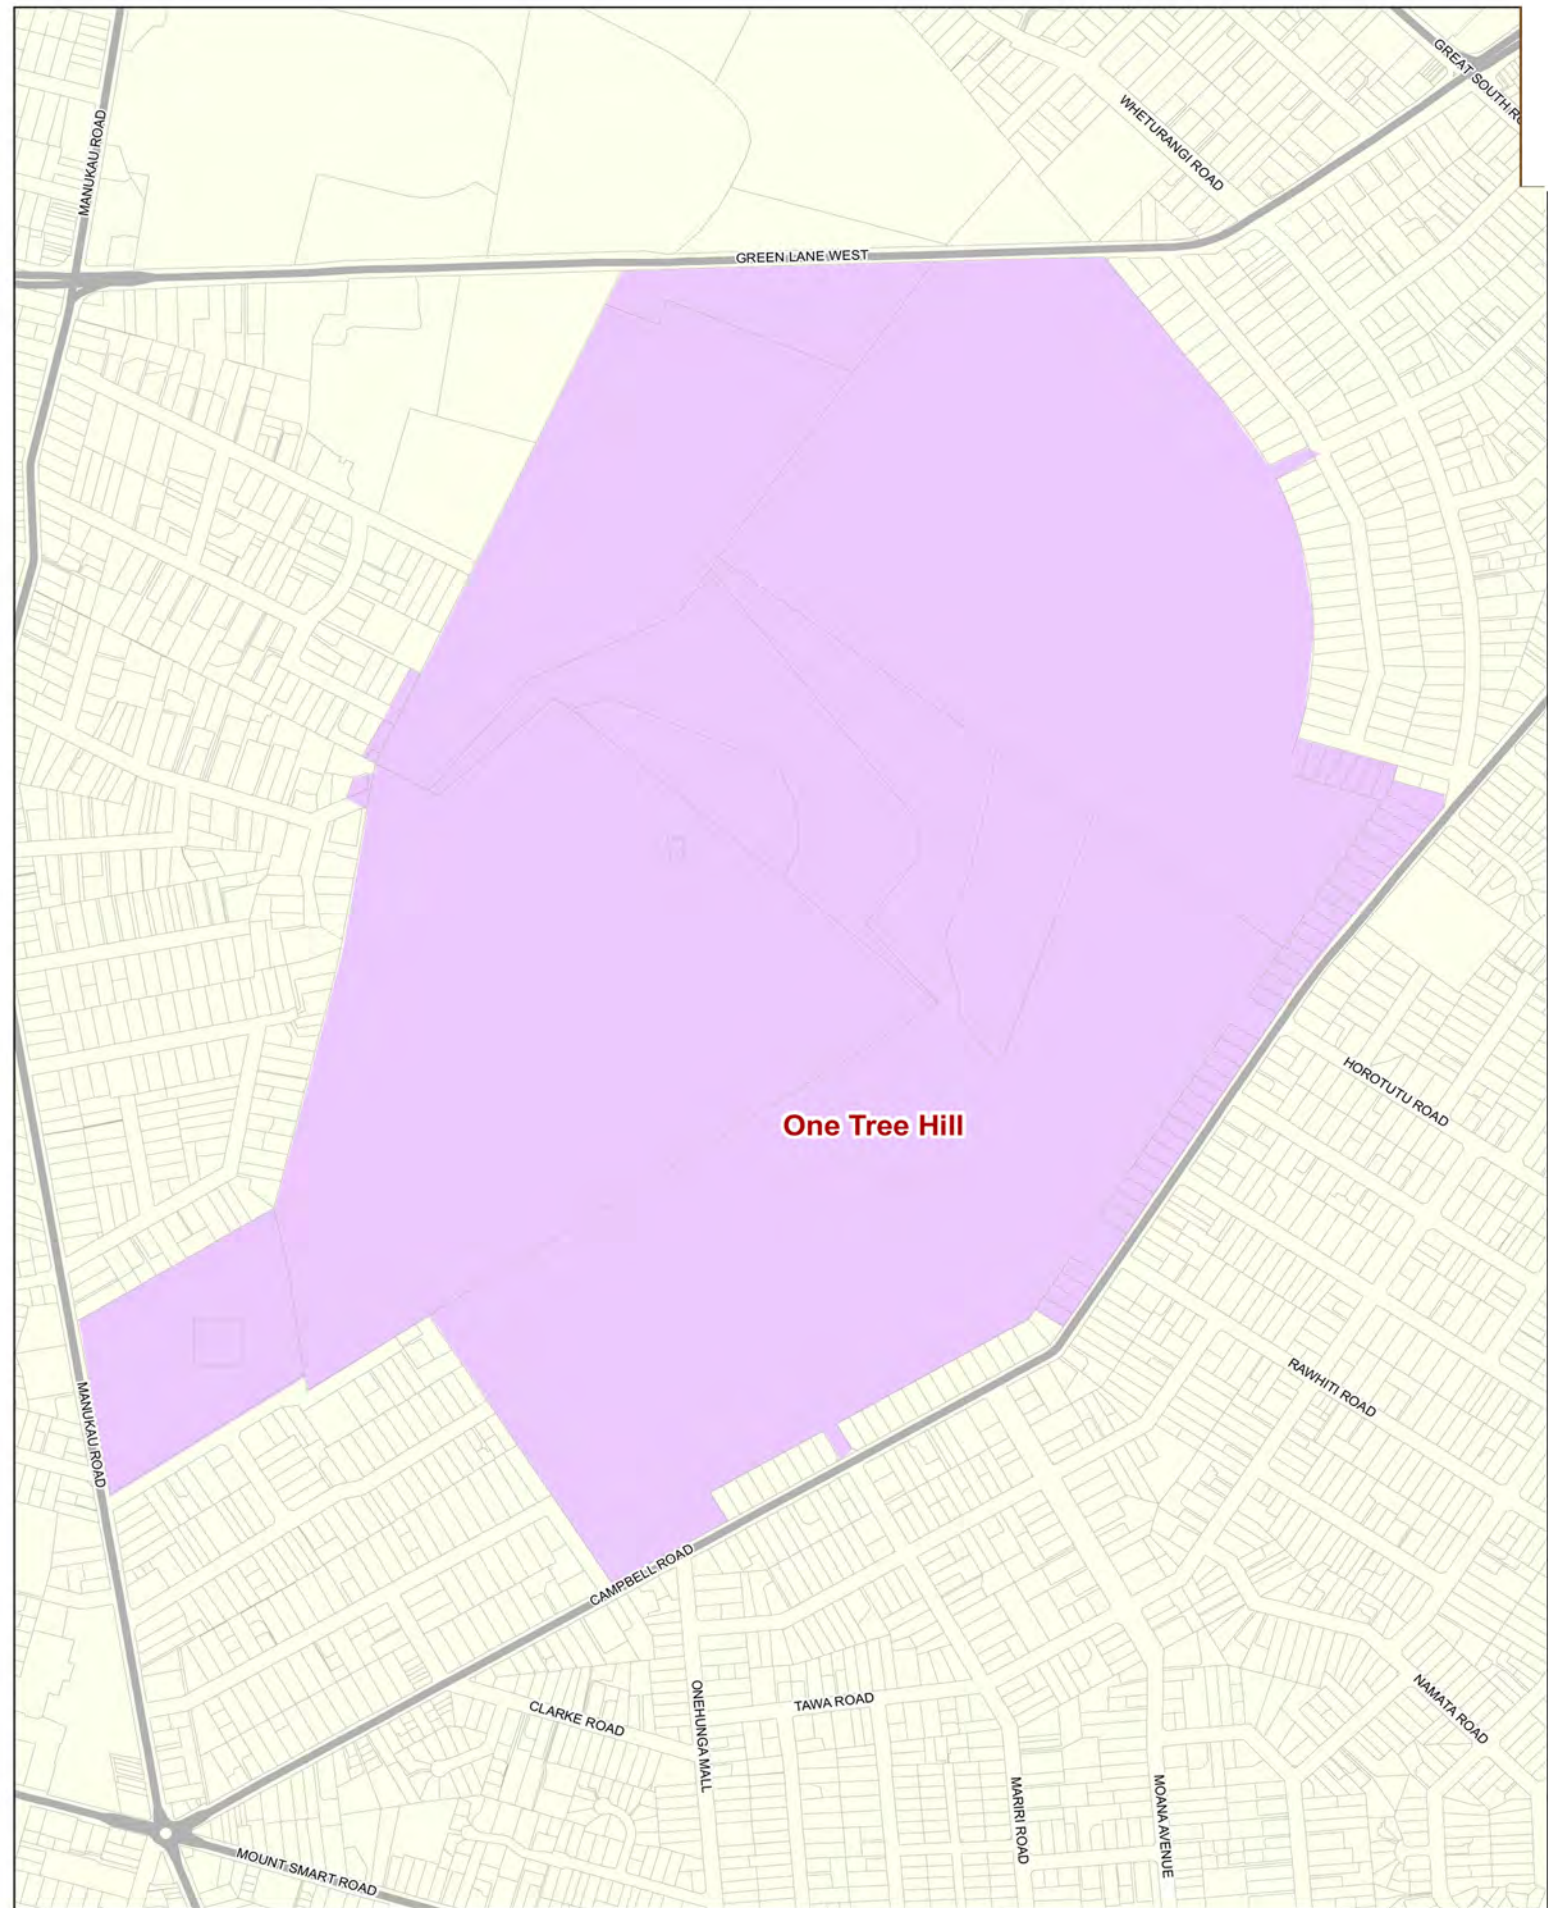 GREAT SOUTH
WHETURANGI ROAD
MANUKAU ROAD
GREEN LANE WEST
HOROTUTU ROAD
One Tree Hill
RAWHITI ROAD
MANUKAU ROAD
CAMPBELL ROAD
NAMATA ROAD
ONEHUNGA MALL
TAWA ROAD
CLARKE ROAD
MARIRI ROAD
MOANA AVENUE
MOUNT SMART ROAD